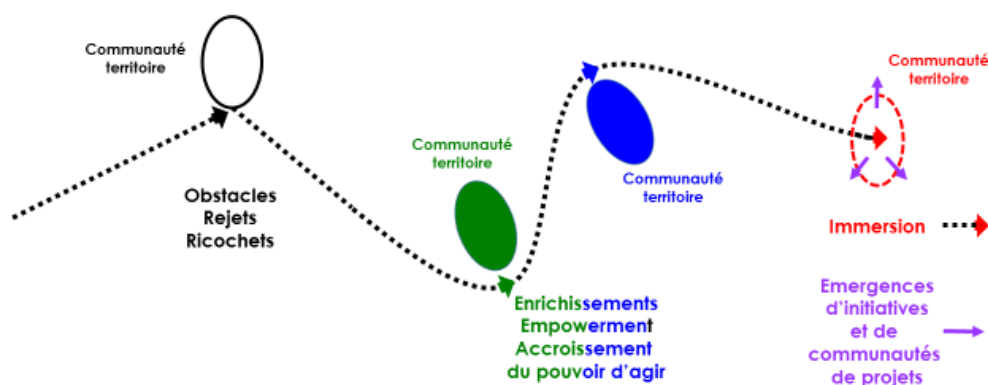 Communauté
territoire
Obstacles
Rejets
Ricochets
Communauté
territoire
Enrichissements
Empowerment
Accroissement
du pouvoir d'agir
Communauté
territoire
Communauté
territoire
Immersion
Emergences
d'initiatives
et de
communautés
de projets